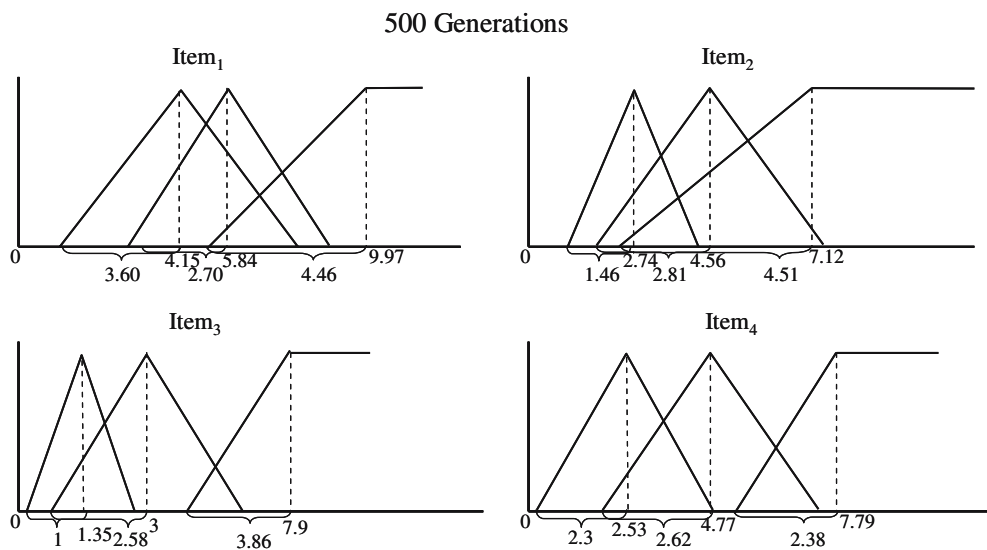 500 Generations
Item1 Item2
0 3.60 4.15 2.70 5.84 4.46 9.97
0 1.46 2.74 2.81 4.56 4.51 7.12
Item3 Item4
0 1 1.35 2.58 3 3.86 7.9
0 2.3 2.53 2.62 4.77 2.38 7.79